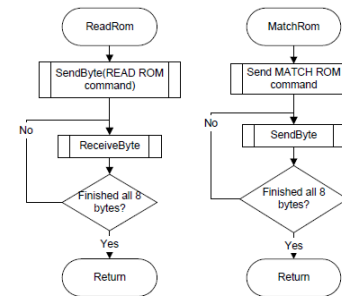 ReadRom
SendByte(READ ROM
command)
No
ReceiveByte
Finished all 8
bytes?
Yes
Return
MatchRom
Send MATCH ROM
command
No
SendByte
Finished all 8
bytes?
Yes
Return